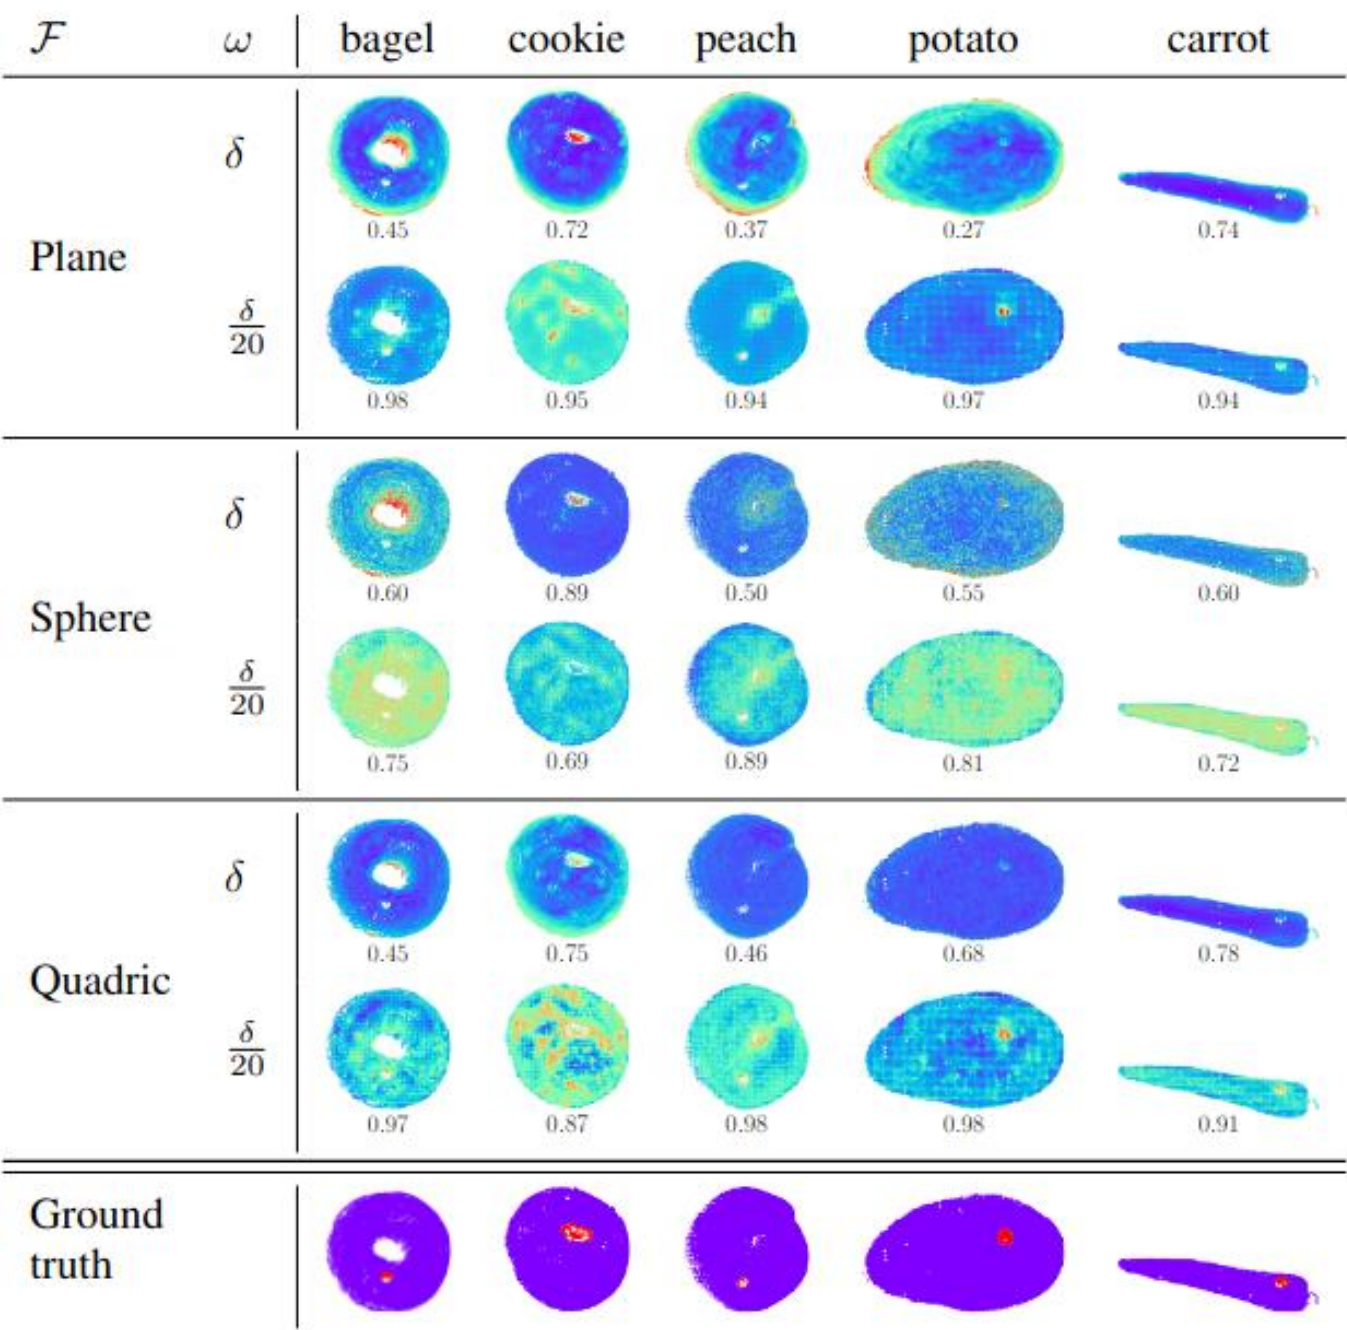 𝓕 ω bagel cookie peach potato carrot
δ
0.45 0.72 0.37 0.27 0.74
Plane
δ/20
0.98 0.95 0.94 0.97 0.94
δ
0.60 0.89 0.50 0.55 0.60
Sphere
δ/20
0.75 0.69 0.89 0.81 0.72
δ
0.45 0.75 0.46 0.68 0.78
Quadric
δ/20
0.97 0.87 0.98 0.98 0.91
Ground
truth